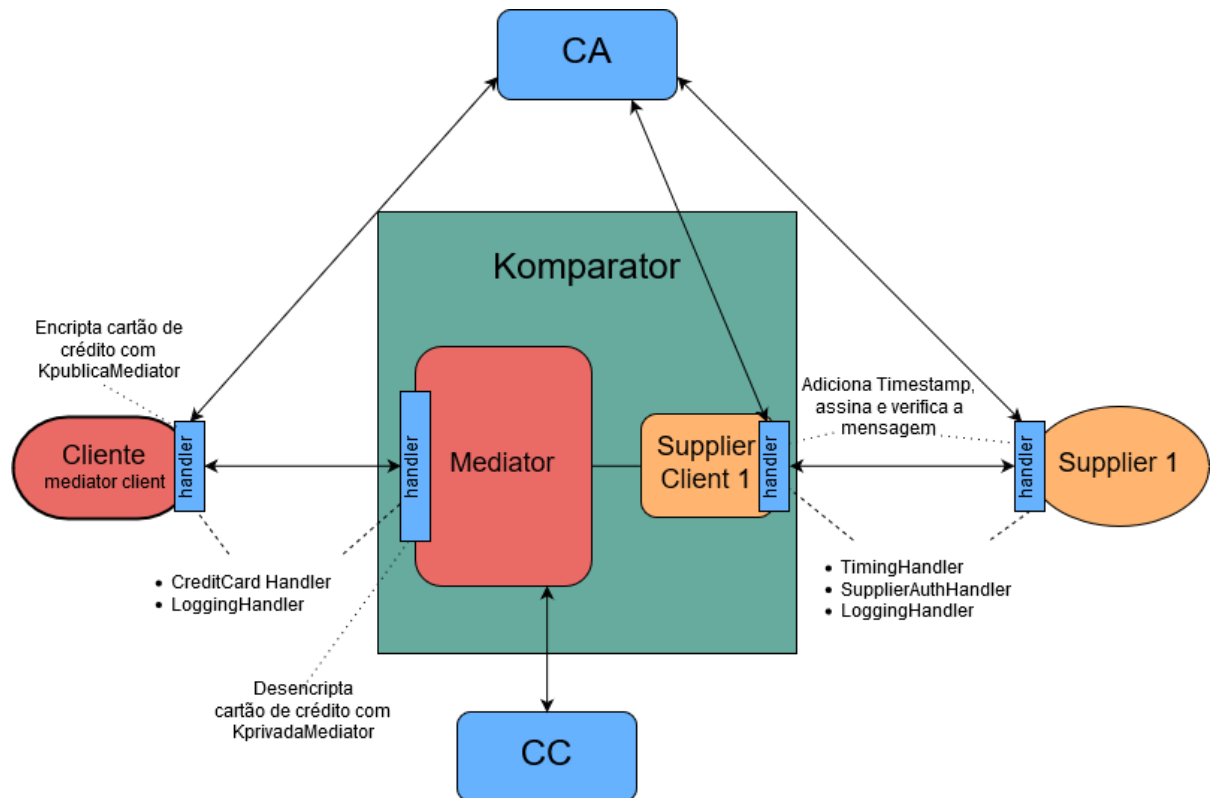 CA
Komparator
Encripta cartão de
crédito com
KpublicaMediator
Adiciona Timestamp,
assina e verifica a
mensagem
Cliente
mediator client
handler
handler
Mediator
Supplier
Client 1
handler
handler
Supplier 1
• CreditCard Handler
• LoggingHandler
• TimingHandler
• SupplierAuthHandler
• LoggingHandler
Desencripta
cartão de crédito com
KprivadaMediator
CC